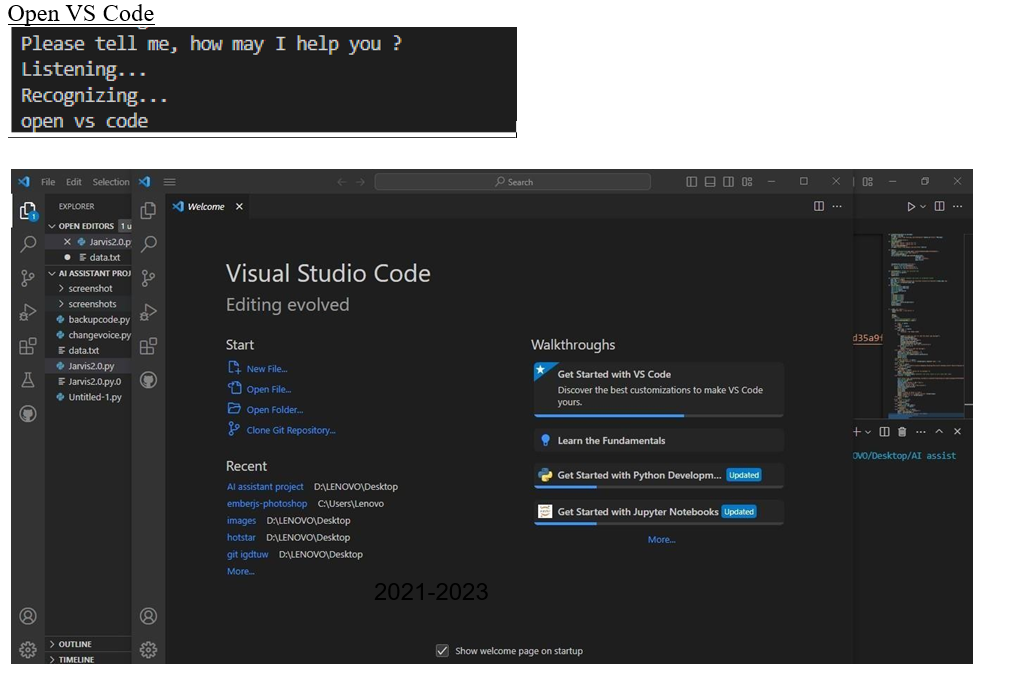 Open VS Code
Please tell me, how may I help you ?
Listening...
Recognizing...
open vs code
File Edit Selection
Search
EXPLORER
Welcome
OPEN EDITORS 1 u
Jarvis2.0.p
data.txt
AI ASSISTANT PROJ
screenshot
screenshots
backupcode.py
changevoice.py
data.txt
Jarvis2.0.py
Jarvis2.0.py.0
Untitled-1.py
OUTLINE
TIMELINE
1
Visual Studio Code
Editing evolved
Start
New File...
Open File...
Open Folder...
Clone Git Repository...
Recent
AI assistant project D:\LENOVO\Desktop
emberjs-photoshop C:\Users\Lenovo
images D:\LENOVO\Desktop
hotstar D:\LENOVO\Desktop
git igdtuw D:\LENOVO\Desktop
More...
Walkthroughs
Get Started with VS Code
Discover the best customizations to make VS Code
yours.
Learn the Fundamentals
Get Started with Python Developm... Updated
Get Started with Jupyter Notebooks Updated
More...
2021-2023
Show welcome page on startup
d35a9f
OVO/Desktop/AI assist